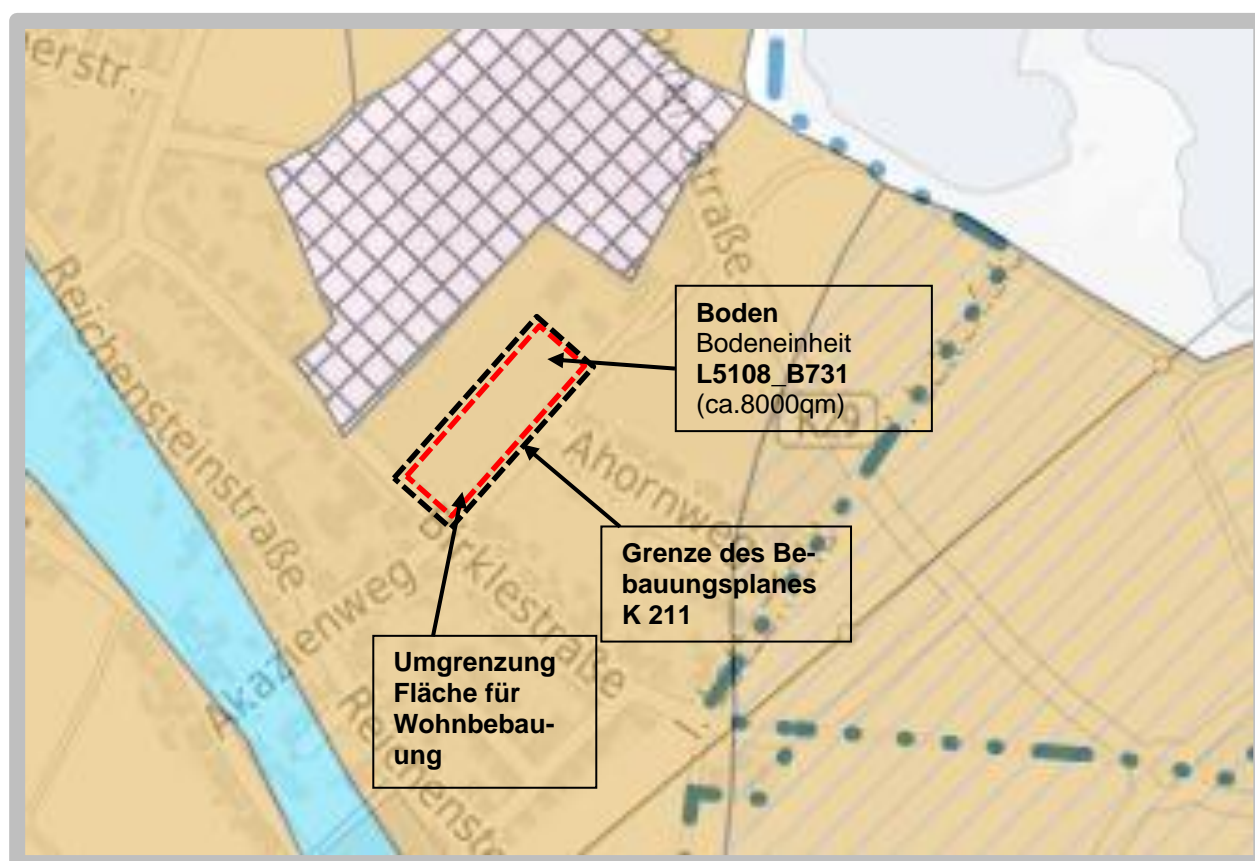 erstr.
Straße
Reichensteinstraße
Boden
Bodeneinheit
L5108_B731
(ca.8000qm)
Ahornweg
Grenze des Be-
bauungsplanes
K 211
Birklestraße
Akazienweg
Umgrenzung
Fläche für
Wohnbebau-
ung